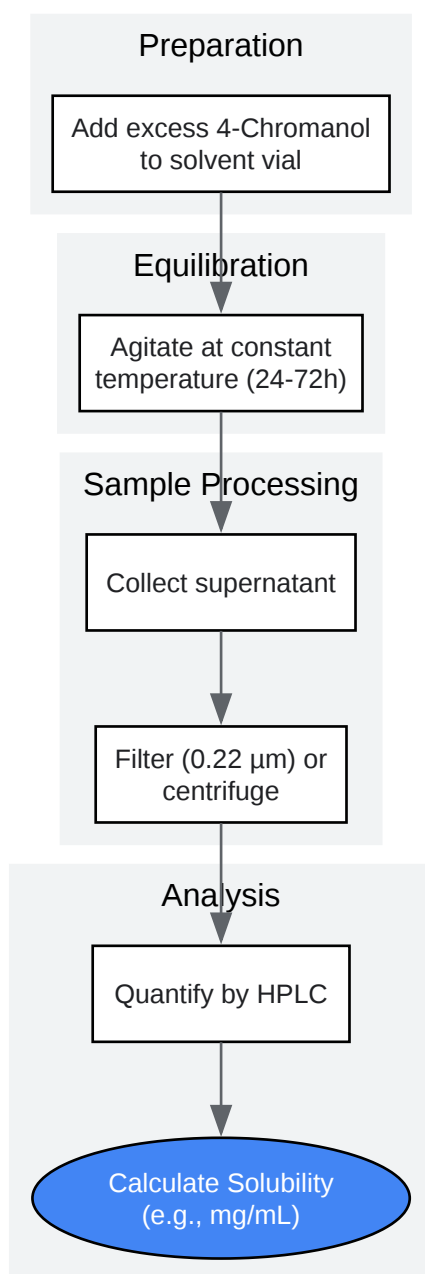 Preparation
Add excess 4-Chromanol
to solvent vial
Equilibration
Agitate at constant
temperature (24-72h)
Sample Processing
Collect supernatant
Filter (0.22 µm) or
centrifuge
Analysis
Quantify by HPLC
Calculate Solubility
(e.g., mg/mL)